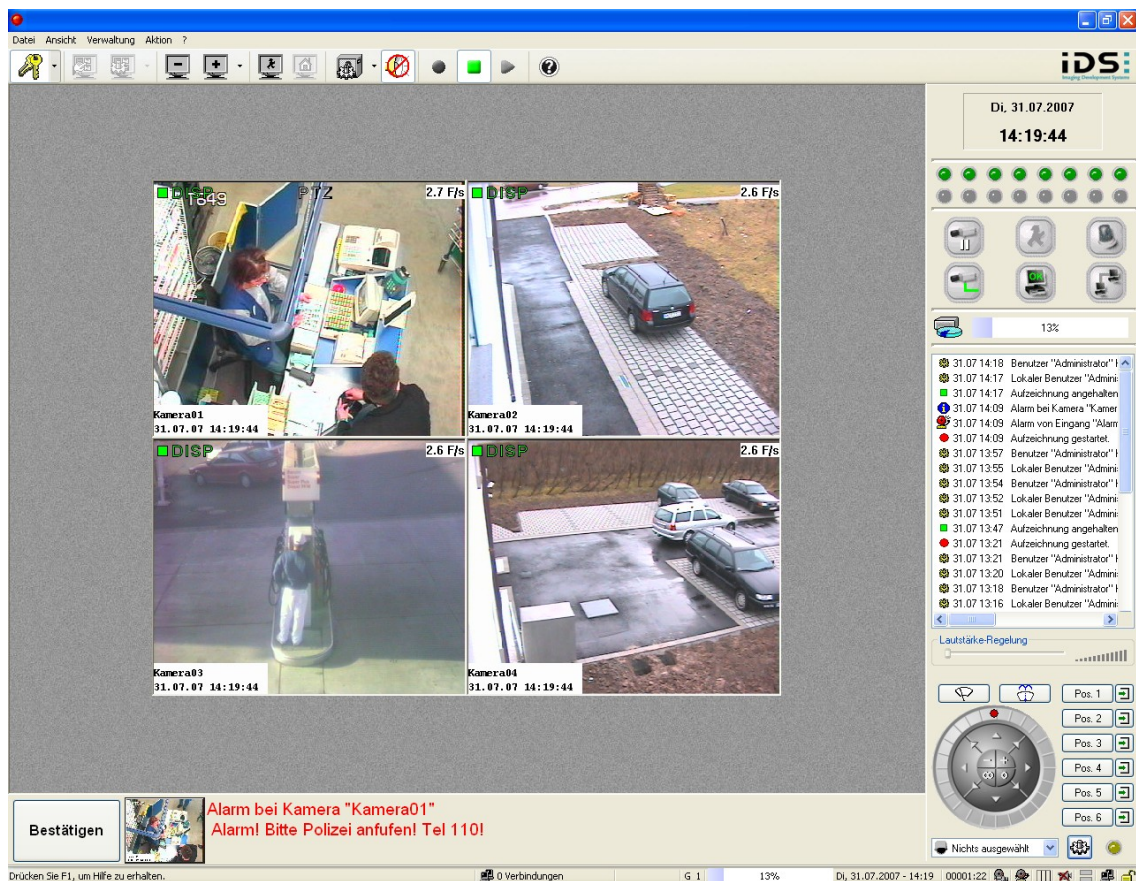 Datei Ansicht Verwaltung Aktion ?
iDS
Imaging Development Systems
Di, 31.07.2007
14:19:44
DISP
1649
PTZ
2.7 F/s
Kamera01
31.07.07 14:19:44
DISP
2.6 F/s
Kamera02
31.07.07 14:19:44
DISP
2.6 F/s
Kamera03
31.07.07 14:19:44
DISP
2.6 F/s
Kamera04
31.07.07 14:19:44
OK
13%
31.07 14:18 Benutzer "Administrator"
31.07 14:17 Lokaler Benutzer "Admini
31.07 14:17 Aufzeichnung angehalten
31.07 14:09 Alarm bei Kamera "Kamer
31.07 14:09 Alarm von Eingang "Alarm
31.07 14:09 Aufzeichnung gestartet.
31.07 13:57 Benutzer "Administrator"
31.07 13:55 Lokaler Benutzer "Admini
31.07 13:54 Benutzer "Administrator"
31.07 13:52 Lokaler Benutzer "Admini
31.07 13:51 Lokaler Benutzer "Admini
31.07 13:47 Aufzeichnung angehalten
31.07 13:21 Aufzeichnung gestartet.
31.07 13:21 Benutzer "Administrator"
31.07 13:20 Lokaler Benutzer "Admini
31.07 13:18 Benutzer "Administrator"
31.07 13:16 Lokaler Benutzer "Admini
Lautstärke-Regelung
Pos. 1
Pos. 2
Pos. 3
Pos. 4
Pos. 5
Pos. 6
Nichts ausgewählt
Bestätigen
Alarm bei Kamera "Kamera01"
Alarm! Bitte Polizei anfufen! Tel 110!
Drücken Sie F1, um Hilfe zu erhalten.
0 Verbindungen
G 1
13%
Di, 31.07.2007 - 14:19
00001:22